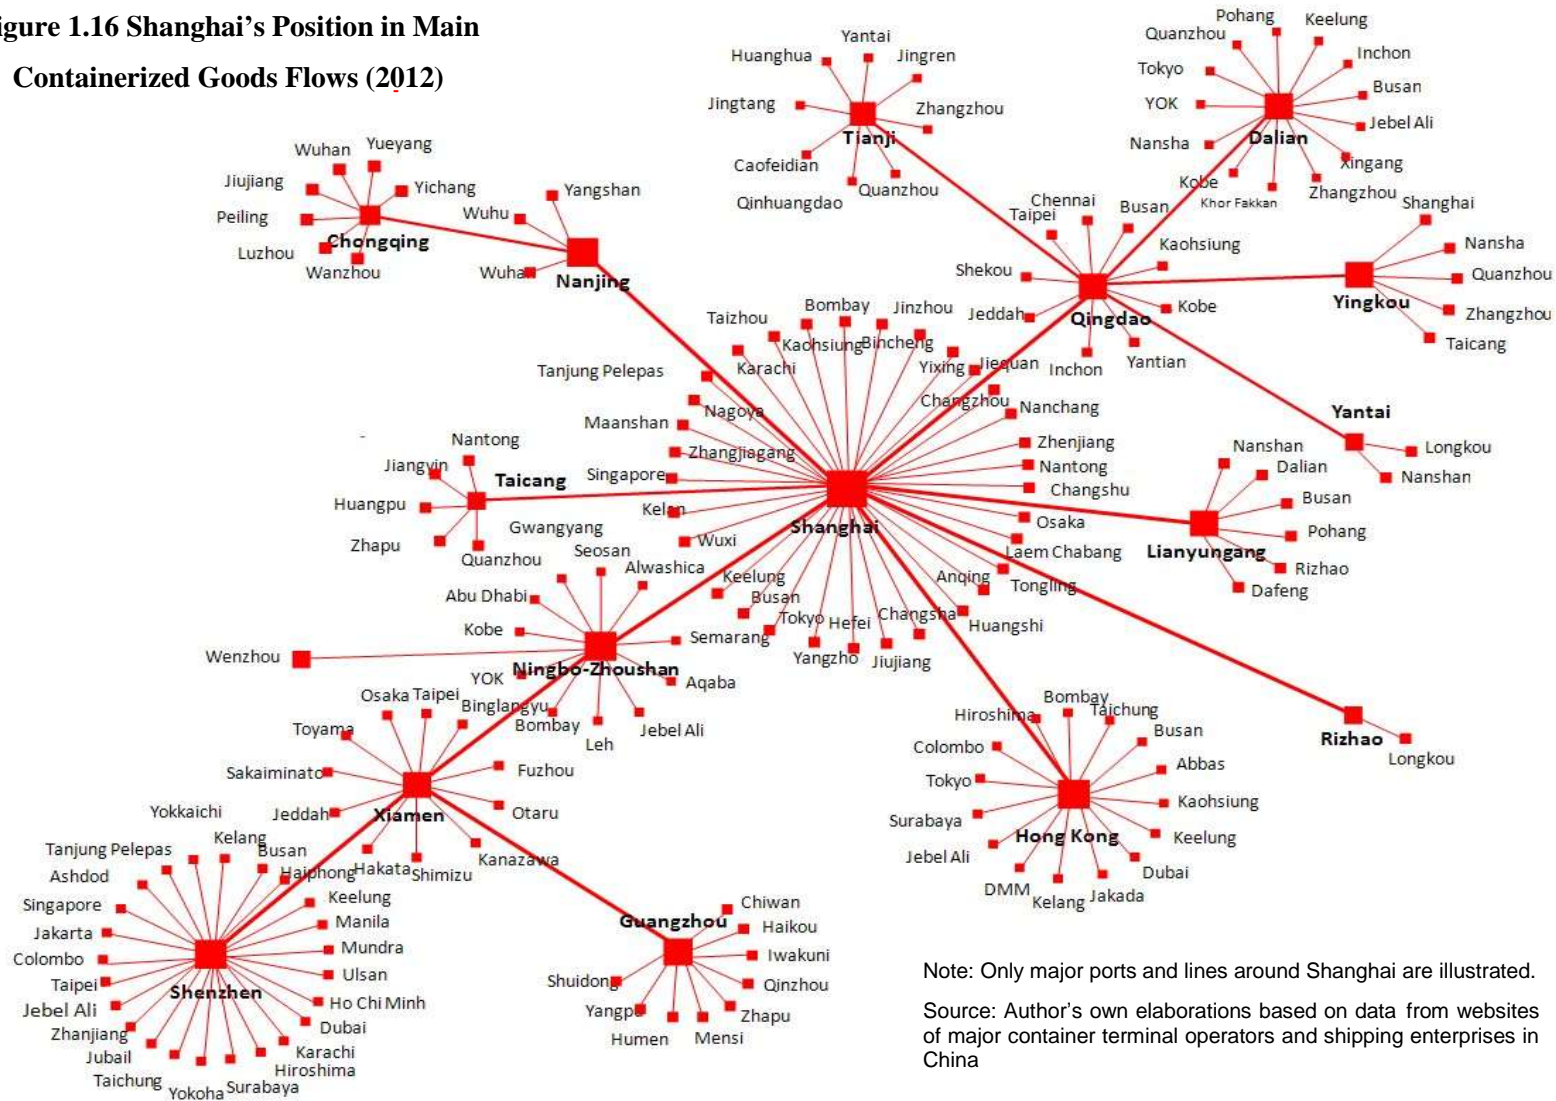 igure 1.16 Shanghai's Position in Main
Containerized Goods Flows (2012)
Huanghua
Yantai
Jingren
Jingtang
Zhangzhou
Tianji
Caofeidian
Quanzhou
Qinhuangdao
Pohang
Keelung
Quanzhou
Inchon
Tokyo
Busan
YOK
Jebel Ali
Nansha
Dalian
Xingang
Kobe
Zhangzhou
Khor Fakkan
Wuhan
Yueyang
Jiujiang
Yichang
Peiling
Chongqing
Luzhou
Wanzhou
Yangshan
Wuhu
Wuhan
Nanjing
Chennai
Taipei
Busan
Kaohsiung
Shekou
Jeddah
Kobe
Qingdao
Inchon
Yantian
Shanghai
Nansha
Quanzhou
Yingkou
Zhangzhou
Taicang
Yantai
Longkou
Nanshan
Bombay
Jinzhou
Taizhou
Kaohsiung
Bincheng
Karachi
Yixing
Jiequan
Tanjung Pelepas
Changzhou
Nagoya
Nanchang
Maanshan
Zhenjiang
Zhangjiagang
Nantong
Singapore
Changshu
Kelan
Osaka
Shanghai
Wuxi
Laem Chabang
Keelung
Anqing
Tongling
Busan
Tokyo
Hefei
Changsha
Huangshi
Yangzho
Jiujiang
Nantong
Jiangyin
Taicang
Huangpu
Zhapu
Quanzhou
Nanshan
Dalian
Busan
Pohang
Lianyungang
Rizhao
Dafeng
Gwangyang
Seosan
Alwashica
Abu Dhabi
Kobe
Semarang
Wenzhou
Ningbo-Zhoushan
YOK
Aqaba
Bombay
Jebel Ali
Leh
Osaka
Taipei
Binglangyu
Toyama
Sakaiminato
Fuzhou
Jeddah
Otaru
Xiamen
Kanazawa
Hakata
Shimizu
Rizhao
Longkou
Bombay
Hiroshima
Taichung
Colombo
Busan
Tokyo
Abbas
Kaohsiung
Surabaya
Hong Kong
Keelung
Jebel Ali
Dubai
DMM
Jakada
Kelang
Yokkaichi
Kelang
Tanjung Pelepas
Busan
Ashdod
Haiphong
Singapore
Keelung
Jakarta
Manila
Colombo
Mundra
Taipei
Ulsan
Shenzhen
Jebel Ali
Ho Chi Minh
Zhanjiang
Dubai
Jubail
Karachi
Taichung
Hiroshima
Yokoha
Surabaya
Guangzhou
Chiwan
Haikou
Iwakuni
Shuidong
Qinzhou
Yangpu
Zhapu
Humen
Mensi
Note: Only major ports and lines around Shanghai are illustrated.
Source: Author's own elaborations based on data from websites
of major container terminal operators and shipping enterprises in
China